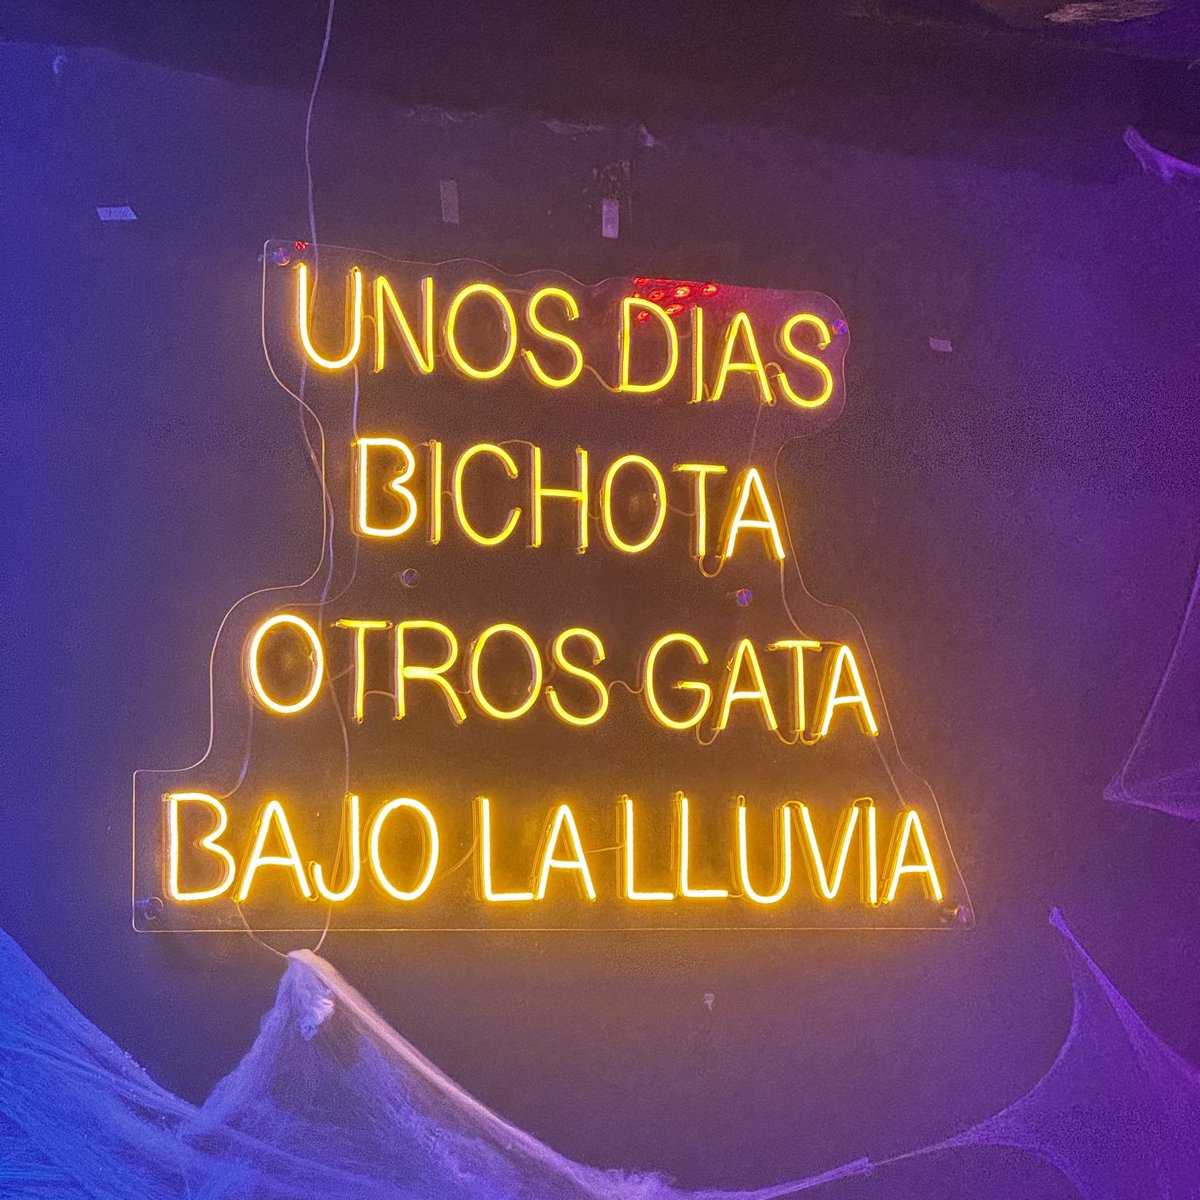 UNOS DIAS
BICHOTA
OTROS GATA
BAJO LA LLUVIA